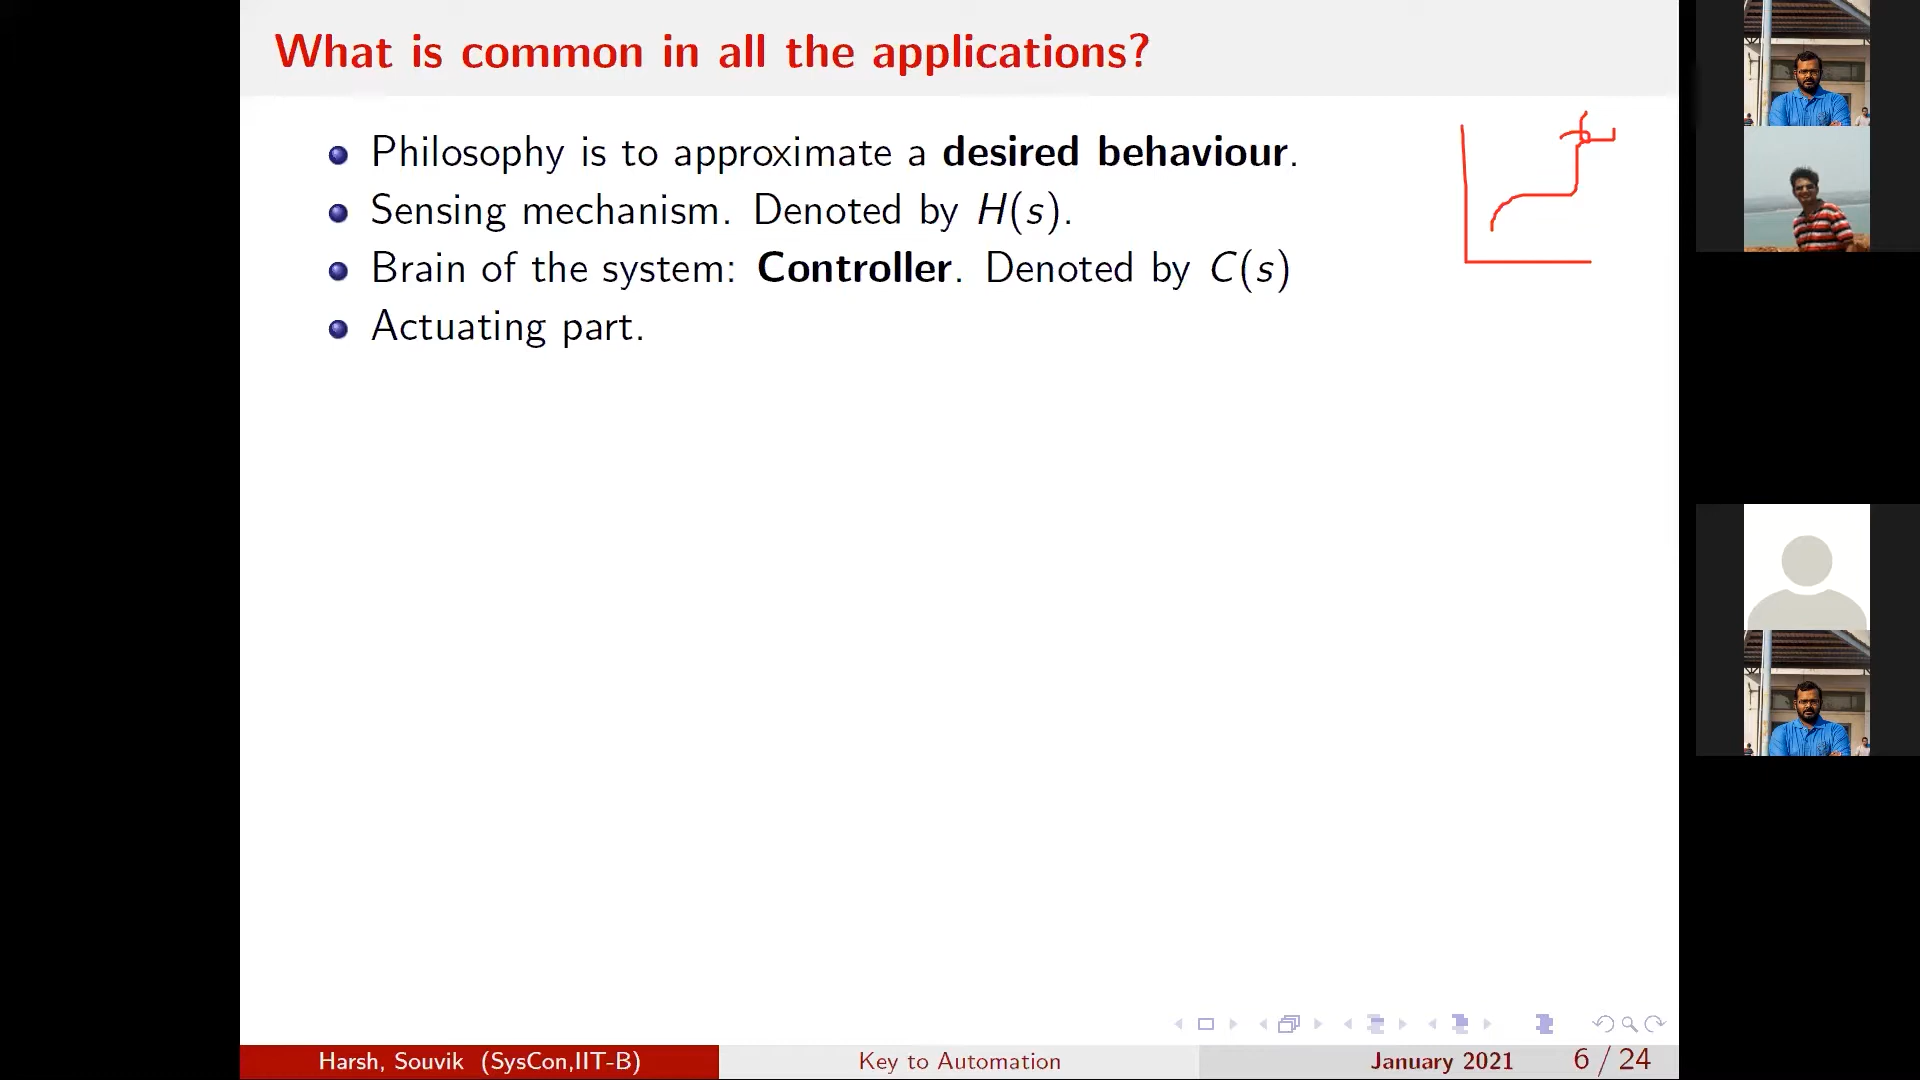 What is common in all the applications?
Philosophy is to approximate a desired behaviour.
Sensing mechanism. Denoted by H(s).
Brain of the system: Controller. Denoted by C(s)
Actuating part.
Harsh, Souvik (SysCon,IIT-B)
Key to Automation
January 2021
6 / 24